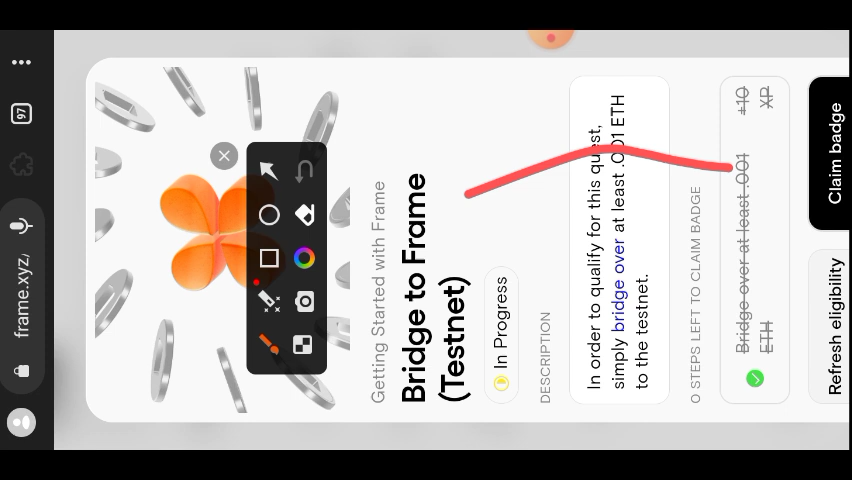 97
frame.xyz/
Getting Started with Frame
Bridge to Frame
(Testnet)
In Progress
DESCRIPTION
In order to qualify for this quest,
simply bridge over at least .001 ETH
to the testnet.
0 STEPS LEFT TO CLAIM BADGE
Bridge over at least .001
ETH
+10
XP
Refresh eligibility
Claim badge